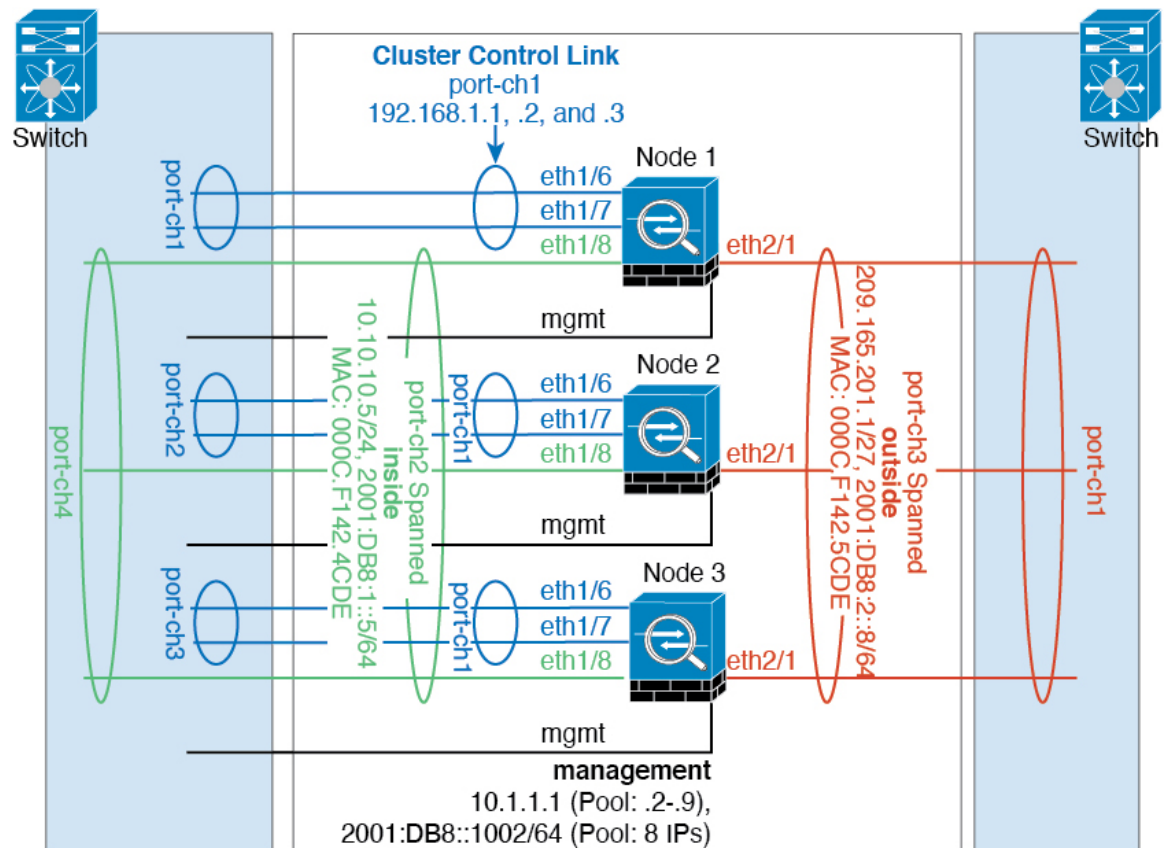 Switch
Switch
Cluster Control Link
port-ch1
192.168.1.1, .2, and .3
Node 1
port-ch1
eth1/6
eth1/7
eth1/8
eth2/1
mgmt
Node 2
port-ch2
port-ch1
eth1/6
eth1/7
eth1/8
eth2/1
mgmt
Node 3
port-ch3
port-ch1
eth1/6
eth1/7
eth1/8
eth2/1
mgmt
port-ch4
port-ch2 Spanned
inside
10.10.10.5/24, 2001:DB8:1::5/64
MAC: 000C.F142.4CDE
port-ch3 Spanned
outside
209.165.201.1/27, 2001:DB8:2::8/64
MAC: 000C.F142.5CDE
port-ch1
management
10.1.1.1 (Pool: .2-.9),
2001:DB8::1002/64 (Pool: 8 IPs)